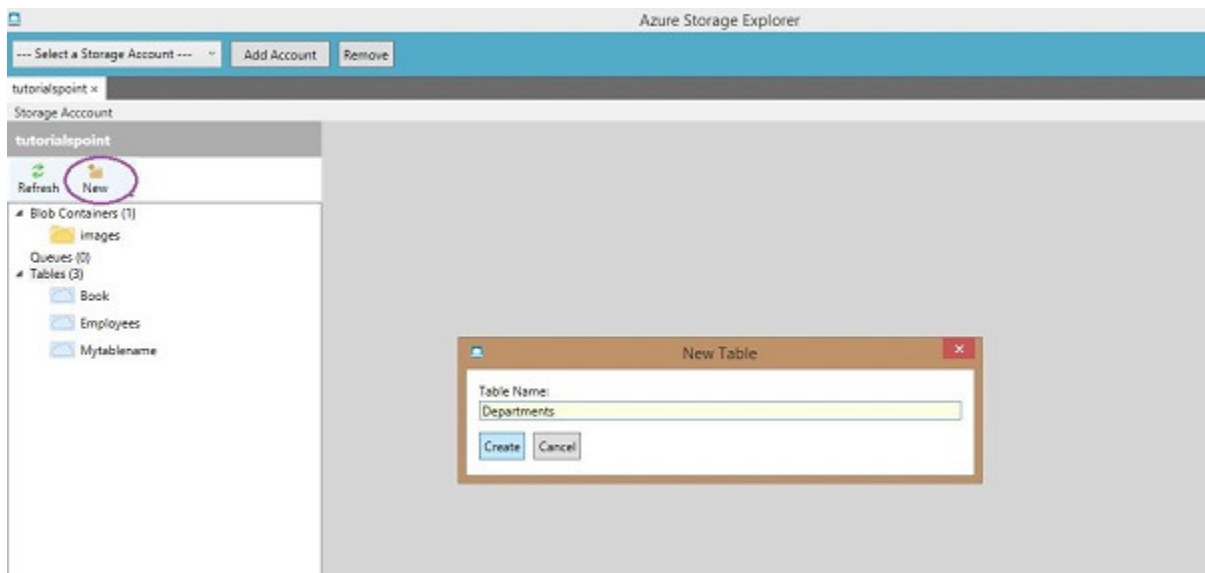 Azure Storage Explorer
--- Select a Storage Account --- Add Account Remove
tutorialspoint ×
Storage Acccount
tutorialspoint
Refresh New
Blob Containers (1)
images
Queues (0)
Tables (3)
Book
Employees
Mytablename
New Table
Table Name:
Departments
Create Cancel